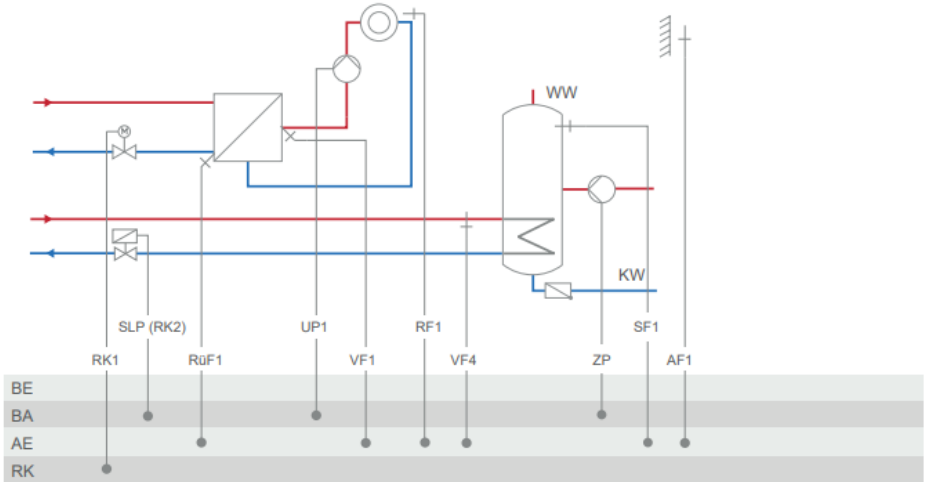 M
WW
KW
SLP (RK2) UP1 RF1 SF1
RK1 RüF1 VF1 VF4 ZP AF1
BE
BA
AE
RK